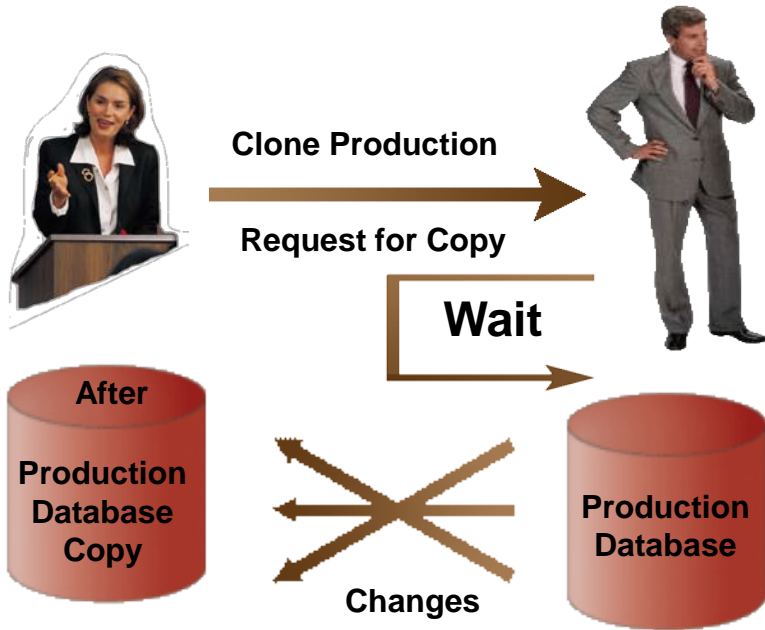 Clone Production
Request for Copy
Wait
After
Production
Database
Copy
Production
Database
Changes